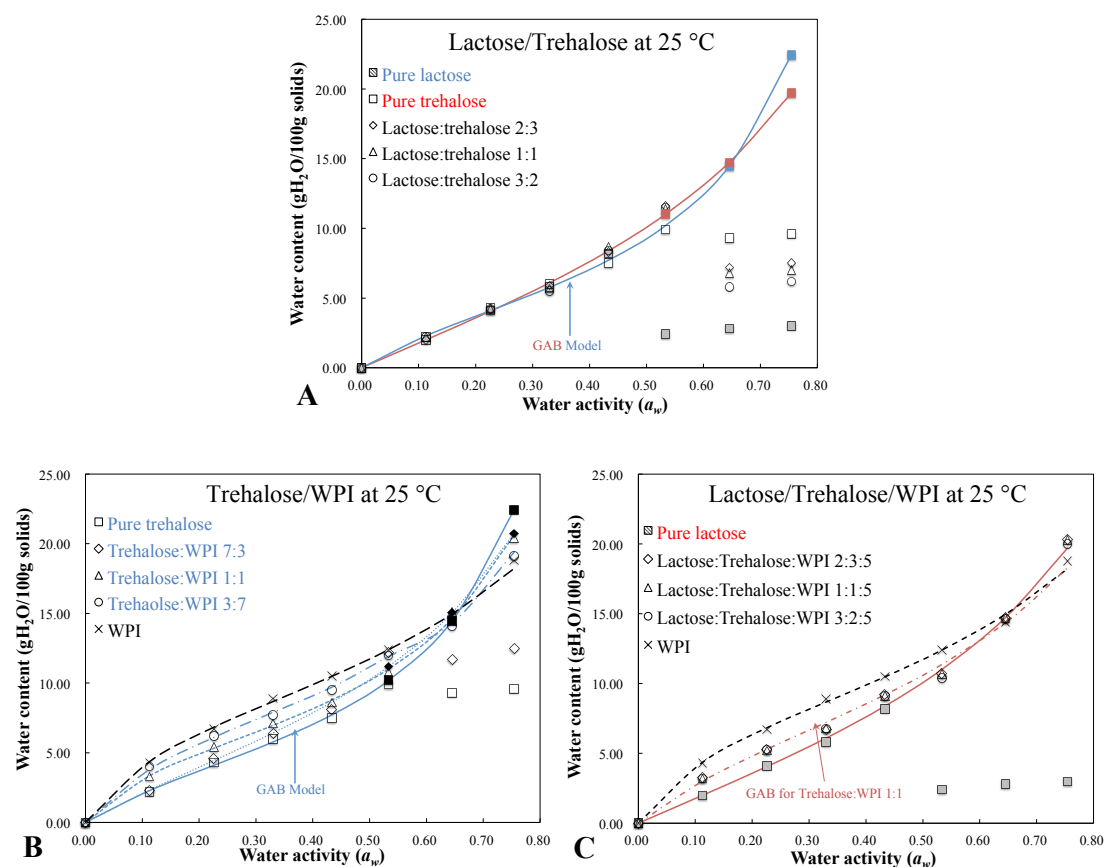 Lactose/Trehalose at 25 °C
Pure lactose
Pure trehalose
Lactose:trehalose 2:3
Lactose:trehalose 1:1
Lactose:trehalose 3:2
GAB Model
Water content (gH₂O/100g solids)
25.00
20.00
15.00
10.00
5.00
0.00
0.00 0.10 0.20 0.30 0.40 0.50 0.60 0.70 0.80
Water activity (a_w)
A
Trehalose/WPI at 25 °C
Pure trehalose
Trehalose:WPI 7:3
Trehalose:WPI 1:1
Trehaolse:WPI 3:7
WPI
GAB Model
Water content (gH₂O/100g solids)
25.00
20.00
15.00
10.00
5.00
0.00
0.00 0.10 0.20 0.30 0.40 0.50 0.60 0.70 0.80
Water activity (a_w)
B
Lactose/Trehalose/WPI at 25 °C
Pure lactose
Lactose:Trehalose:WPI 2:3:5
Lactose:Trehalose:WPI 1:1:5
Lactose:Trehalose:WPI 3:2:5
WPI
GAB for Trehalose:WPI 1:1
Water content (gH₂O/100g solids)
25.00
20.00
15.00
10.00
5.00
0.00
0.00 0.10 0.20 0.30 0.40 0.50 0.60 0.70 0.80
Water activity (a_w)
C